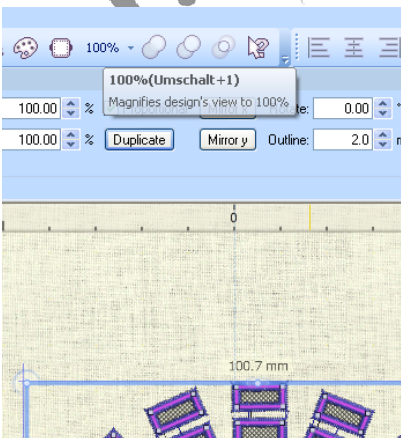 100%
100%(Umschalt+1)
Magnifies design's view to 100%
100.00 % Rotate: 0.00 °
100.00 % Duplicate Mirror y Outline: 2.0
0
100.7 mm